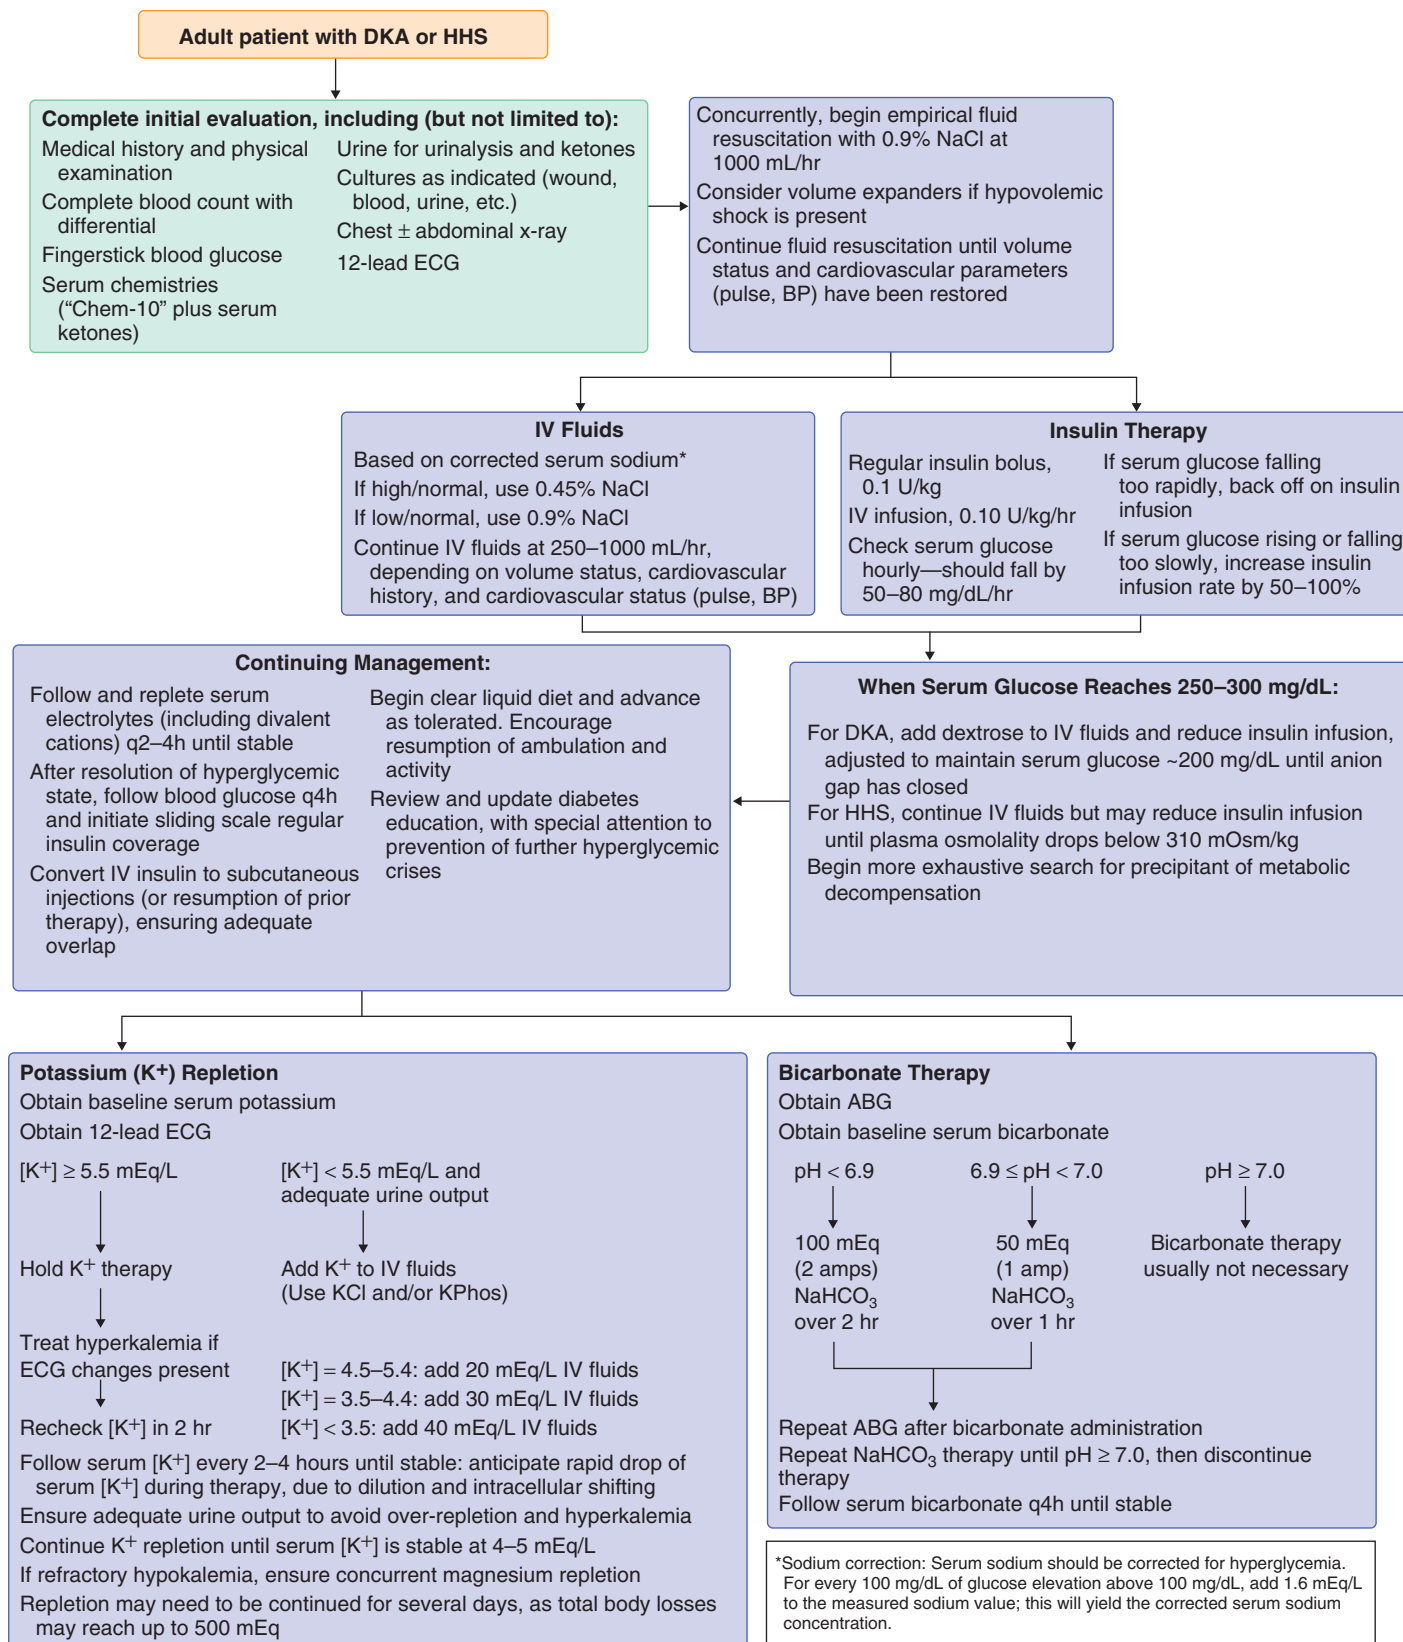 Adult patient with DKA or HHS
Complete initial evaluation, including (but not limited to):
Medical history and physical
examination
Complete blood count with
differential
Fingerstick blood glucose
Serum chemistries
(“Chem-10” plus serum
ketones)
Urine for urinalysis and ketones
Cultures as indicated (wound,
blood, urine, etc.)
Chest ± abdominal x-ray
12-lead ECG
Concurrently, begin empirical fluid
resuscitation with 0.9% NaCl at
1000 mL/hr
Consider volume expanders if hypovolemic
shock is present
Continue fluid resuscitation until volume
status and cardiovascular parameters
(pulse, BP) have been restored
IV Fluids
Based on corrected serum sodium*
If high/normal, use 0.45% NaCl
If low/normal, use 0.9% NaCl
Continue IV fluids at 250–1000 mL/hr,
depending on volume status, cardiovascular
history, and cardiovascular status (pulse, BP)
Insulin Therapy
Regular insulin bolus,
0.1 U/kg
IV infusion, 0.10 U/kg/hr
Check serum glucose
hourly—should fall by
50–80 mg/dL/hr
If serum glucose falling
too rapidly, back off on insulin
infusion
If serum glucose rising or falling
too slowly, increase insulin
infusion rate by 50–100%
Continuing Management:
Follow and replete serum
electrolytes (including divalent
cations) q2–4h until stable
After resolution of hyperglycemic
state, follow blood glucose q4h
and initiate sliding scale regular
insulin coverage
Convert IV insulin to subcutaneous
injections (or resumption of prior
therapy), ensuring adequate
overlap
Begin clear liquid diet and advance
as tolerated. Encourage
resumption of ambulation and
activity
Review and update diabetes
education, with special attention to
prevention of further hyperglycemic
crises
When Serum Glucose Reaches 250–300 mg/dL:
For DKA, add dextrose to IV fluids and reduce insulin infusion,
adjusted to maintain serum glucose ~200 mg/dL until anion
gap has closed
For HHS, continue IV fluids but may reduce insulin infusion
until plasma osmolality drops below 310 mOsm/kg
Begin more exhaustive search for precipitant of metabolic
decompensation
Potassium (K⁺) Repletion
Obtain baseline serum potassium
Obtain 12-lead ECG
[K⁺] ≥ 5.5 mEq/L
Hold K⁺ therapy
Treat hyperkalemia if
ECG changes present
Recheck [K⁺] in 2 hr
[K⁺] < 5.5 mEq/L and
adequate urine output
Add K⁺ to IV fluids
(Use KCl and/or KPhos)
[K⁺] = 4.5–5.4: add 20 mEq/L IV fluids
[K⁺] = 3.5–4.4: add 30 mEq/L IV fluids
[K⁺] < 3.5: add 40 mEq/L IV fluids
Follow serum [K⁺] every 2–4 hours until stable: anticipate rapid drop of
serum [K⁺] during therapy, due to dilution and intracellular shifting
Ensure adequate urine output to avoid over-repletion and hyperkalemia
Continue K⁺ repletion until serum [K⁺] is stable at 4–5 mEq/L
If refractory hypokalemia, ensure concurrent magnesium repletion
Repletion may need to be continued for several days, as total body losses
may reach up to 500 mEq
Bicarbonate Therapy
Obtain ABG
Obtain baseline serum bicarbonate
pH < 6.9
100 mEq
(2 amps)
NaHCO₃
over 2 hr
6.9 ≤ pH < 7.0
50 mEq
(1 amp)
NaHCO₃
over 1 hr
pH ≥ 7.0
Bicarbonate therapy
usually not necessary
Repeat ABG after bicarbonate administration
Repeat NaHCO₃ therapy until pH ≥ 7.0, then discontinue
therapy
Follow serum bicarbonate q4h until stable
*Sodium correction: Serum sodium should be corrected for hyperglycemia.
For every 100 mg/dL of glucose elevation above 100 mg/dL, add 1.6 mEq/L
to the measured sodium value; this will yield the corrected serum sodium
concentration.